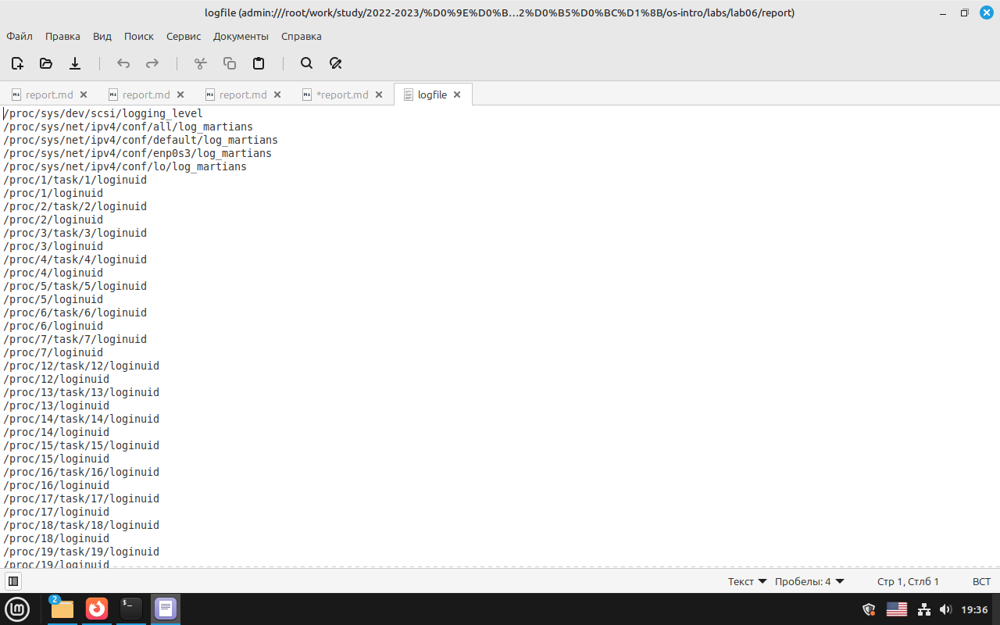 logfile (admin:///root/work/study/2022-2023/%D0%9E%D0%B…2%D0%B5%D0%BC%D1%8B/os-intro/labs/lab06/report)
Файл Правка Вид Поиск Сервис Документы Справка
report.md report.md report.md *report.md logfile
/proc/sys/dev/scsi/logging_level
/proc/sys/net/ipv4/conf/all/log_martians
/proc/sys/net/ipv4/conf/default/log_martians
/proc/sys/net/ipv4/conf/enp0s3/log_martians
/proc/sys/net/ipv4/conf/lo/log_martians
/proc/1/task/1/loginuid
/proc/1/loginuid
/proc/2/task/2/loginuid
/proc/2/loginuid
/proc/3/task/3/loginuid
/proc/3/loginuid
/proc/4/task/4/loginuid
/proc/4/loginuid
/proc/5/task/5/loginuid
/proc/5/loginuid
/proc/6/task/6/loginuid
/proc/6/loginuid
/proc/7/task/7/loginuid
/proc/7/loginuid
/proc/12/task/12/loginuid
/proc/12/loginuid
/proc/13/task/13/loginuid
/proc/13/loginuid
/proc/14/task/14/loginuid
/proc/14/loginuid
/proc/15/task/15/loginuid
/proc/15/loginuid
/proc/16/task/16/loginuid
/proc/16/loginuid
/proc/17/task/17/loginuid
/proc/17/loginuid
/proc/18/task/18/loginuid
/proc/18/loginuid
/proc/19/task/19/loginuid
/proc/19/loginuid
Текст Пробелы: 4 Стр 1, Стлб 1 ВСТ
2
19:36